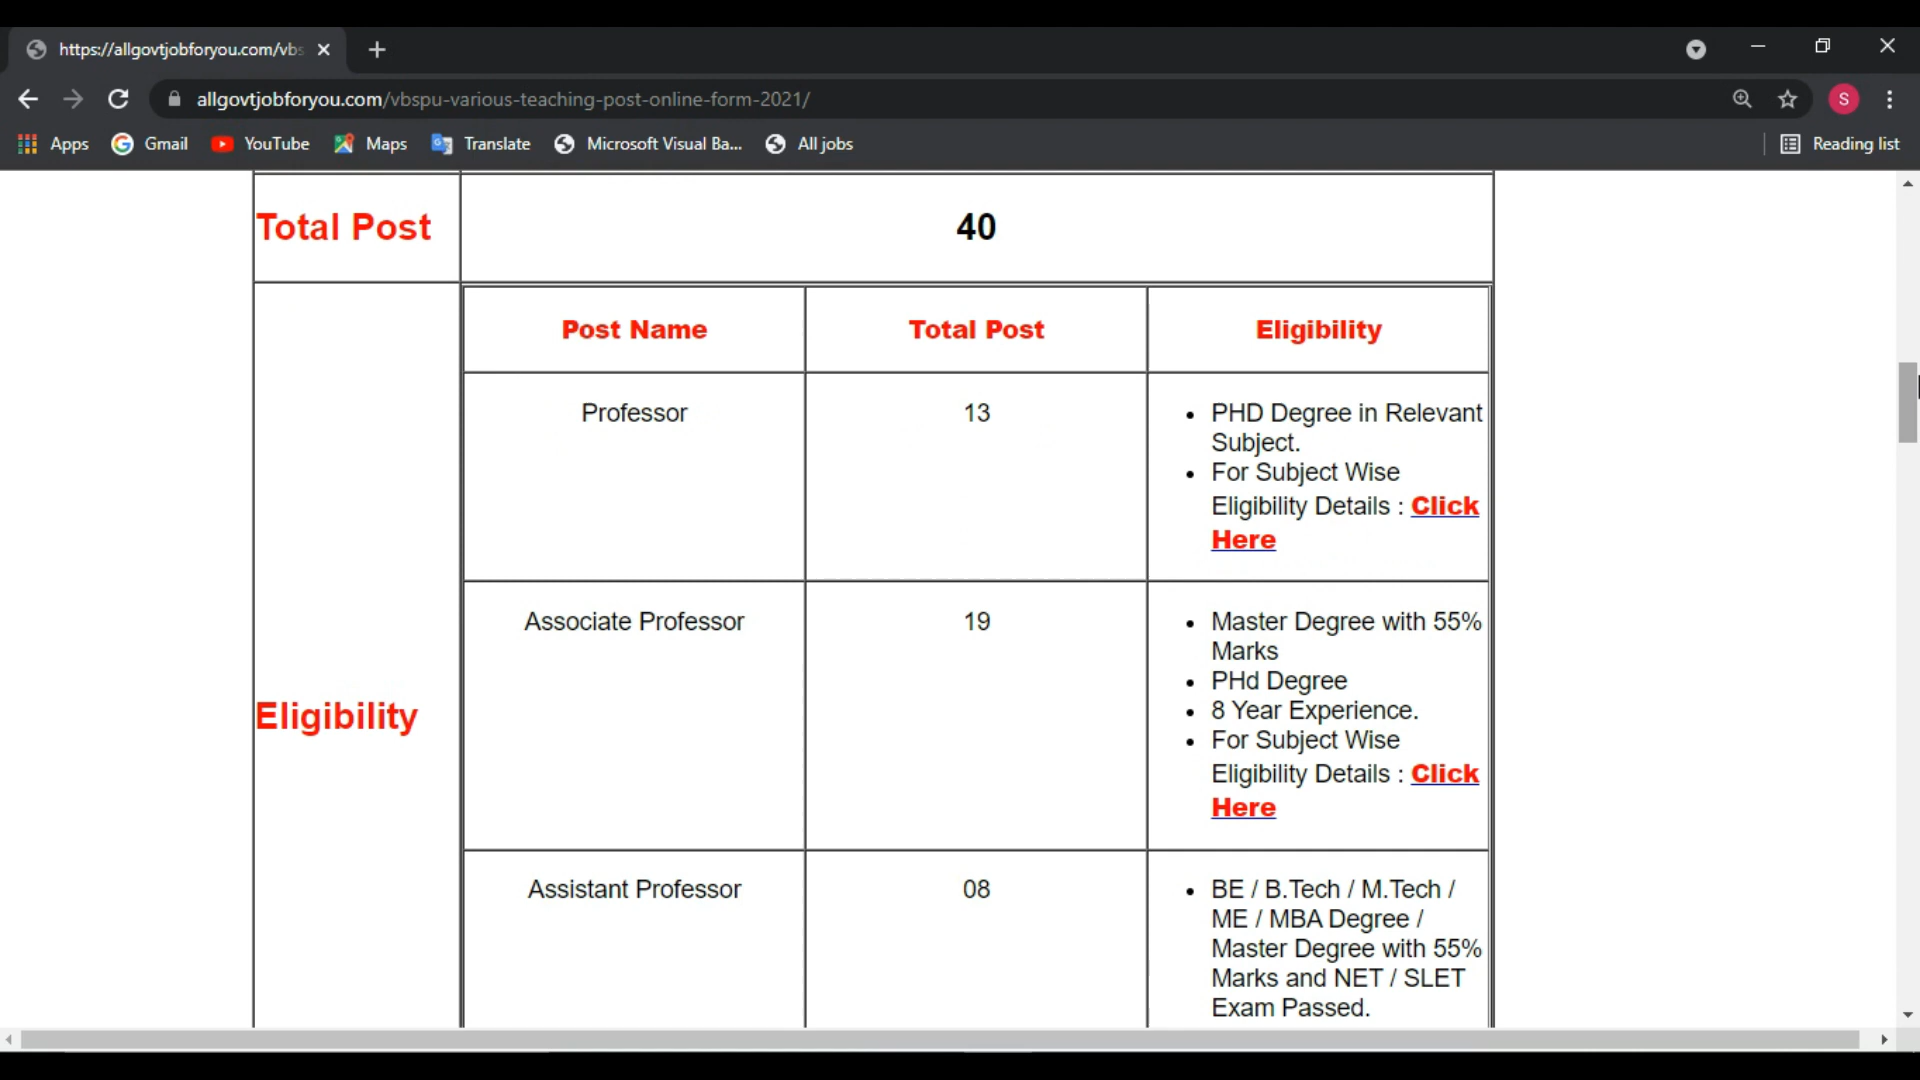 https://allgovtjobforyou.com/vbs
allgovtjobforyou.com/vbspu-various-teaching-post-online-form-2021/
S
Apps Gmail YouTube Maps Translate Microsoft Visual Ba... All jobs Reading list
Total Post 40
Post Name Total Post Eligibility
Professor 13 PHD Degree in Relevant
Subject.
For Subject Wise
Eligibility Details : Click
Here
Associate Professor 19 Master Degree with 55%
Marks
PHd Degree
8 Year Experience.
Eligibility
For Subject Wise
Eligibility Details : Click
Here
Assistant Professor 08 BE / B.Tech / M.Tech /
ME / MBA Degree /
Master Degree with 55%
Marks and NET / SLET
Exam Passed.